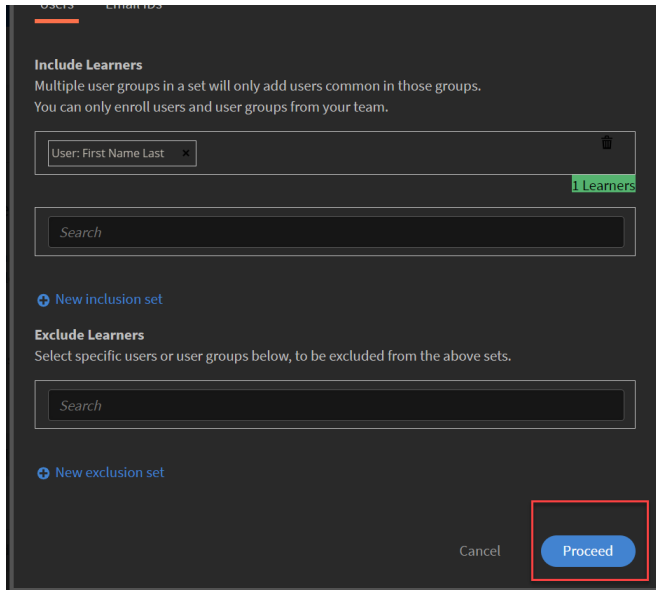 Users Email IDs
Include Learners
Multiple user groups in a set will only add users common in those groups.
You can only enroll users and user groups from your team.
User: First Name Last ×
1 Learners
Search
New inclusion set
Exclude Learners
Select specific users or user groups below, to be excluded from the above sets.
Search
New exclusion set
Cancel Proceed